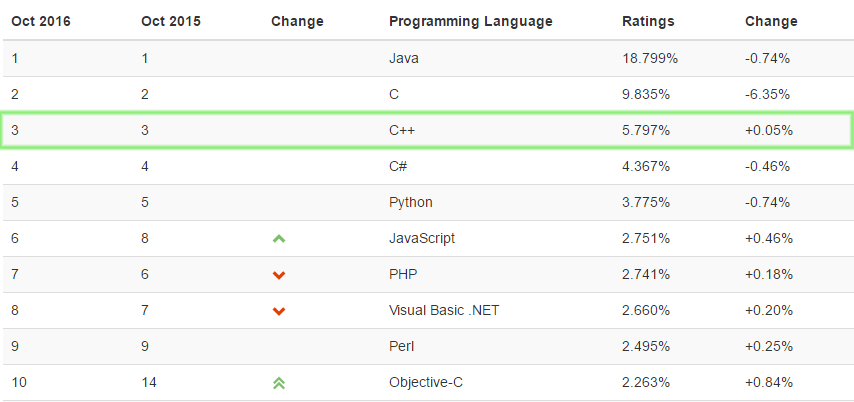 Oct 2016 Oct 2015 Change Programming Language Ratings Change
1 1 Java 18.799% -0.74%
2 2 C 9.835% -6.35%
3 3 C++ 5.797% +0.05%
4 4 C# 4.367% -0.46%
5 5 Python 3.775% -0.74%
6 8 JavaScript 2.751% +0.46%
7 6 PHP 2.741% +0.18%
8 7 Visual Basic .NET 2.660% +0.20%
9 9 Perl 2.495% +0.25%
10 14 Objective-C 2.263% +0.84%